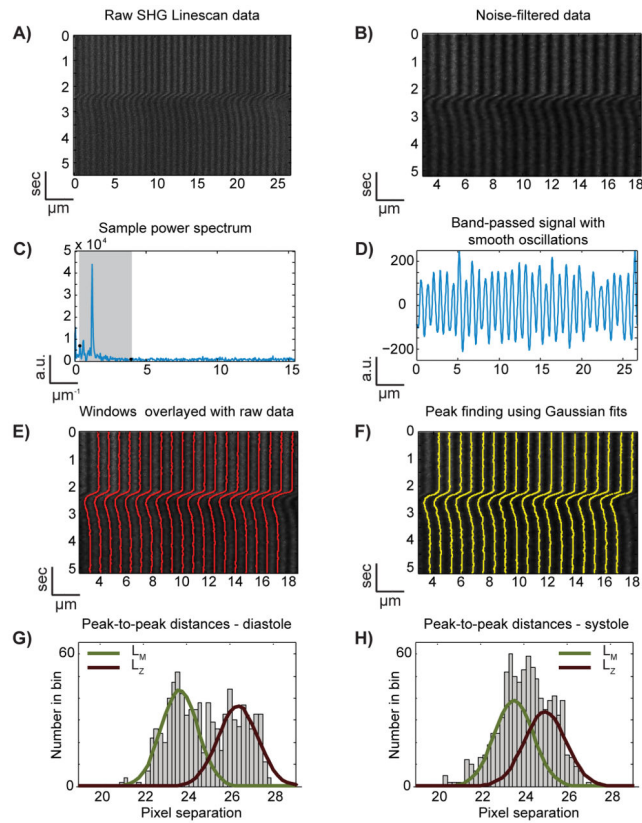 Raw SHG Linescan data
Noise-filtered data
A)
B)
0
1
2
3
4
5
0 5 10 15 20 25
sec
µm
0
1
2
3
4
5
4 6 8 10 12 14 16 18
sec
µm
Sample power spectrum
Band-passed signal with
smooth oscillations
C)
D)
5 x 10⁴
4
3
2
1
0
0 5 10 15
a.u.
µm⁻¹
200
0
−200
0 5 10 15 20 25
a.u.
µm
Windows overlayed with raw data
Peak finding using Gaussian fits
E)
F)
0
1
2
3
4
5
4 6 8 10 12 14 16 18
sec
µm
0
1
2
3
4
5
4 6 8 10 12 14 16 18
sec
µm
Peak-to-peak distances - diastole
Peak-to-peak distances - systole
G)
H)
60
0
Number in bin
L_M
L_Z
20 22 24 26 28
Pixel separation
60
0
Number in bin
L_M
L_Z
20 22 24 26 28
Pixel separation